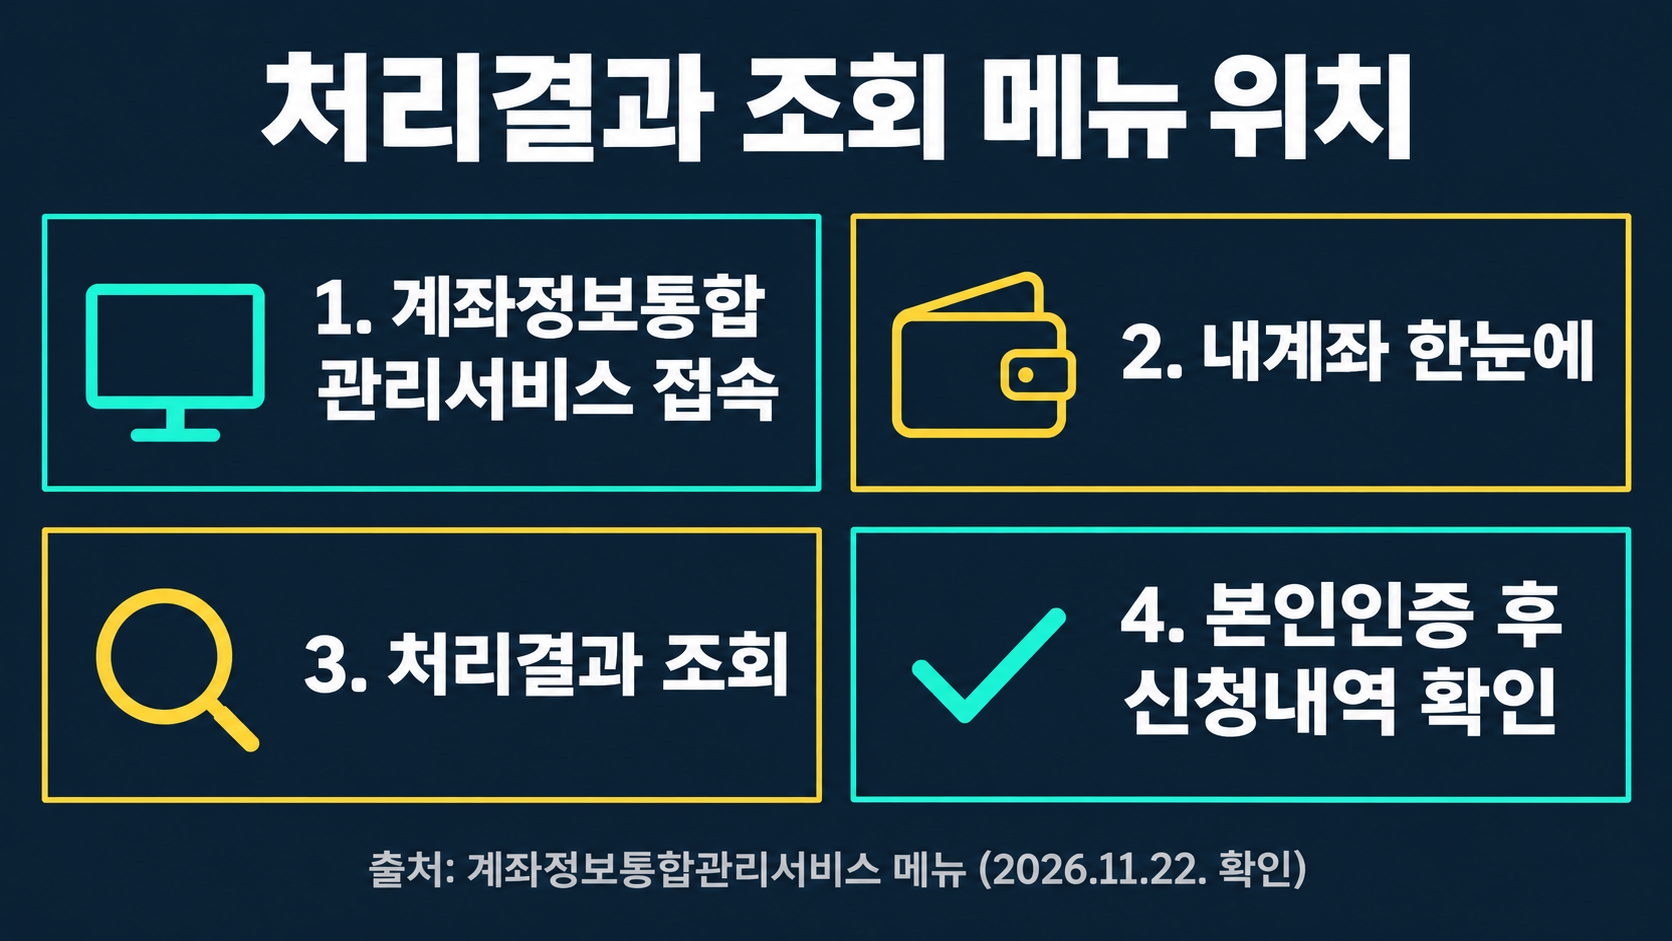 처리결과 조회 메뉴 위치
1. 계좌정보통합
관리서비스 접속
2. 내계좌 한눈에
3. 처리결과 조회
4. 본인인증 후
신청내역 확인
출처: 계좌정보통합관리서비스 메뉴 (2026.11.22. 확인)